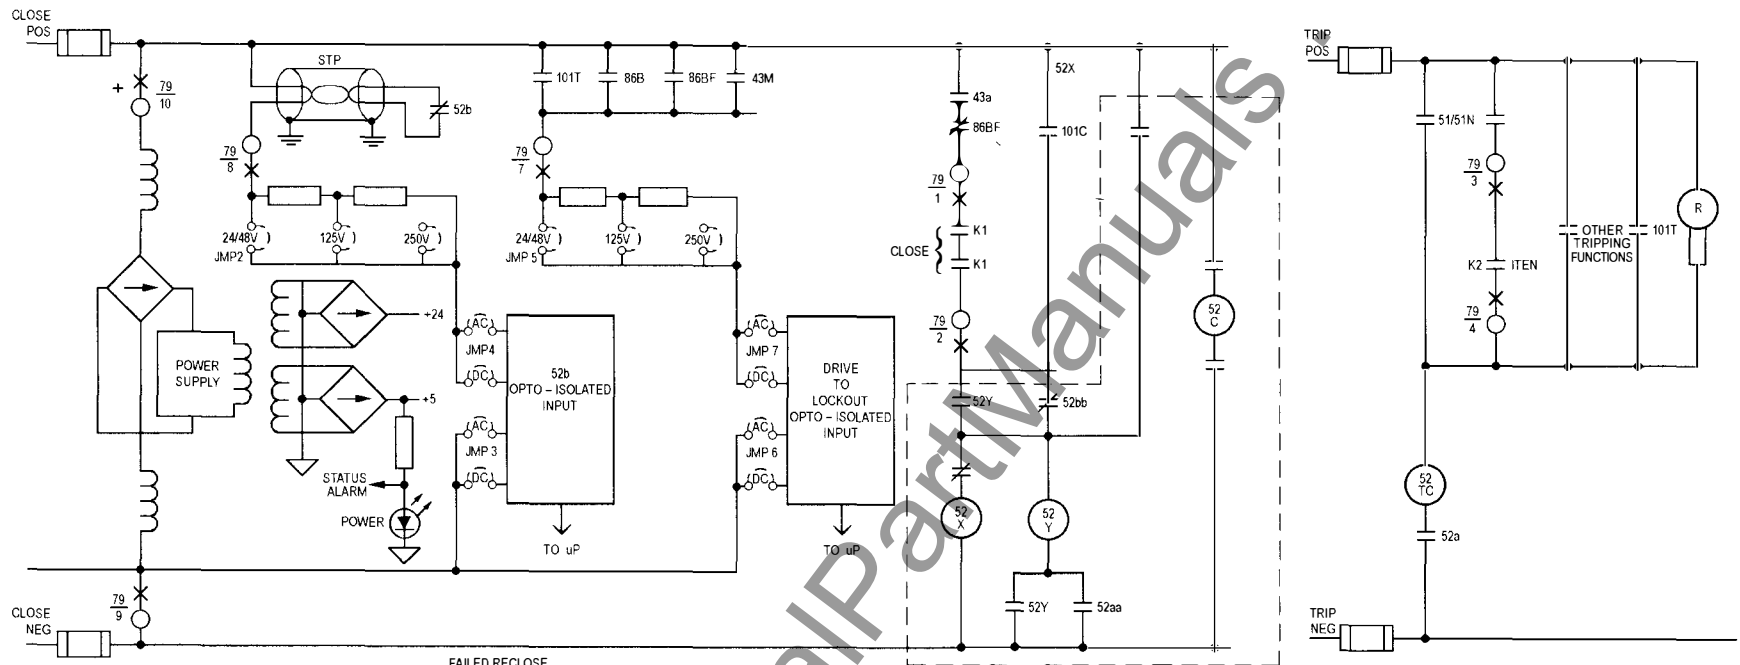 CLOSE
POS
+
79
10
STP
52b
79
8
24/48V )
125V )
250V )
JMP2
101T
86B
86BF
43M
79
7
24/48V )
125V )
250V )
JMP 5
+24
+5
POWER
SUPPLY
STATUS
ALARM
POWER
(AC)
JMP4
(DC)
(AC)
JMP 3
(DC)
52b
OPTO – ISOLATED
INPUT
TO uP
(AC)
JMP 7
(DC)
(AC)
JMP 6
(DC)
DRIVE
TO
LOCKOUT
OPTO – ISOLATED
INPUT
TO uP
79
9
CLOSE
NEG
FAILED RECLOSE
43a
86BF
79
1
CLOSE {
K1
K1
79
2
52X
101C
52Y
52bb
52
X
52
Y
52Y
52aa
52
C
TRIP
POS
51/51N
79
3
K2
ITEN
79
4
OTHER
TRIPPING
FUNCTIONS
101T
R
52
TC
52a
TRIP
NEG
alPartManuals